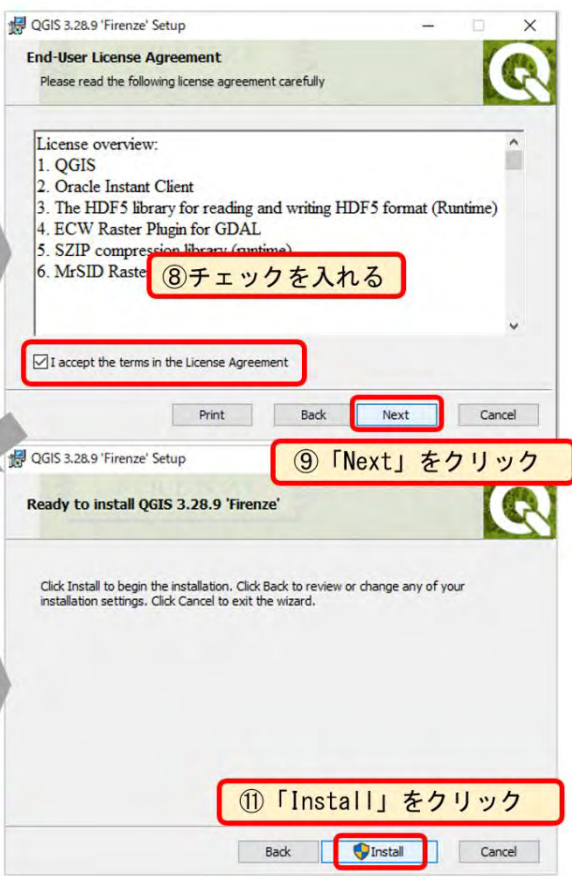 QGIS 3.28.9 'Firenze' Setup
End-User License Agreement
Please read the following license agreement carefully
License overview:
1. QGIS
2. Oracle Instant Client
3. The HDF5 library for reading and writing HDF5 format (Runtime)
4. ECW Raster Plugin for GDAL
5. SZIP compression library (runtime)
6. MrSID Raste
⑧チェックを入れる
I accept the terms in the License Agreement
Print Back Next Cancel
⑨「Next」をクリック
QGIS 3.28.9 'Firenze' Setup
Ready to install QGIS 3.28.9 'Firenze'
Click Install to begin the installation. Click Back to review or change any of your
installation settings. Click Cancel to exit the wizard.
⑪「Install」をクリック
Back Install Cancel